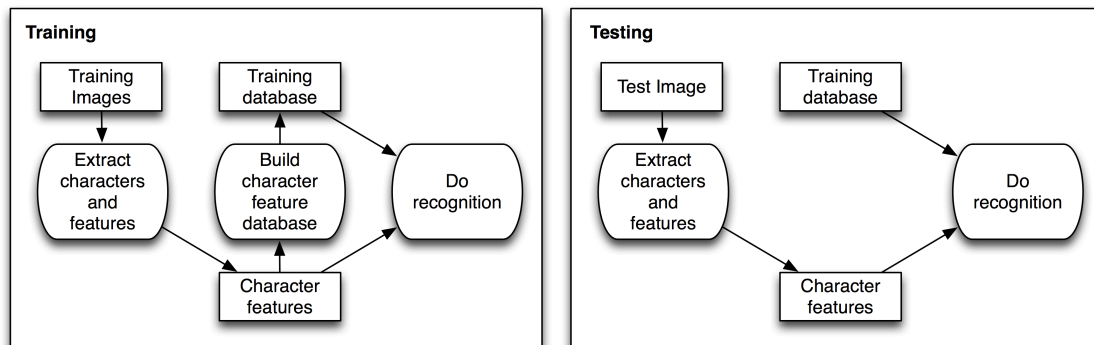 Training
Training
Images
Training
database
Extract
characters
and
features
Build
character
feature
database
Do
recognition
Character
features
Testing
Test Image
Training
database
Extract
characters
and
features
Do
recognition
Character
features